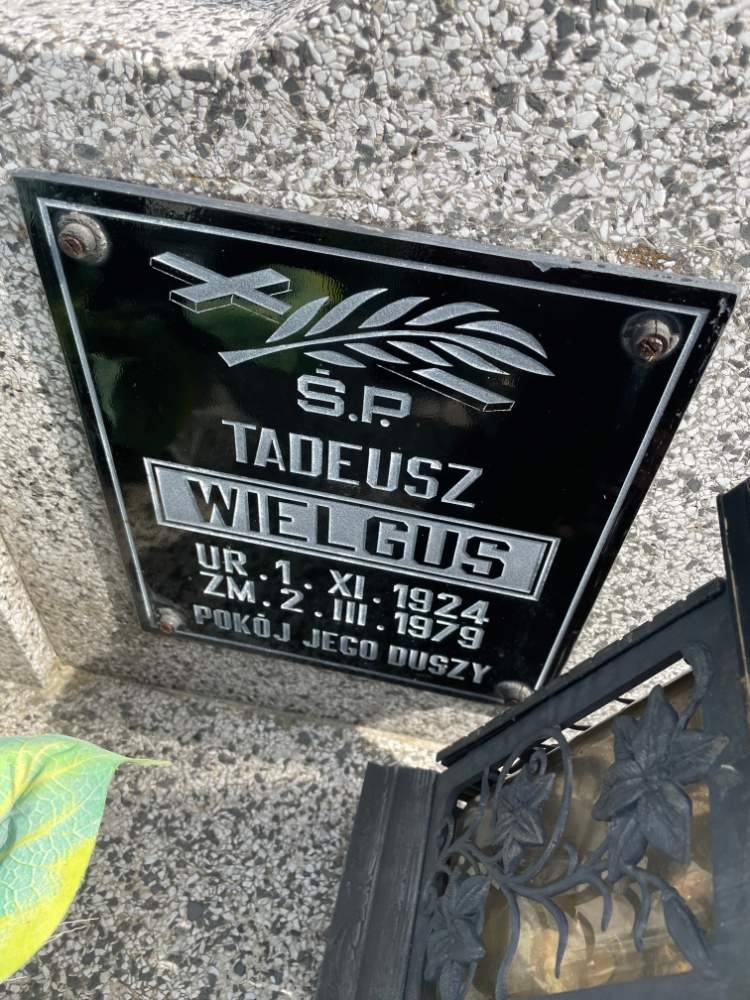 Ś.P.
TADEUSZ
WIELGUS
UR. 1. XI. 1924
ZM. 2. III. 1979
POKÓJ JEGO DUSZY